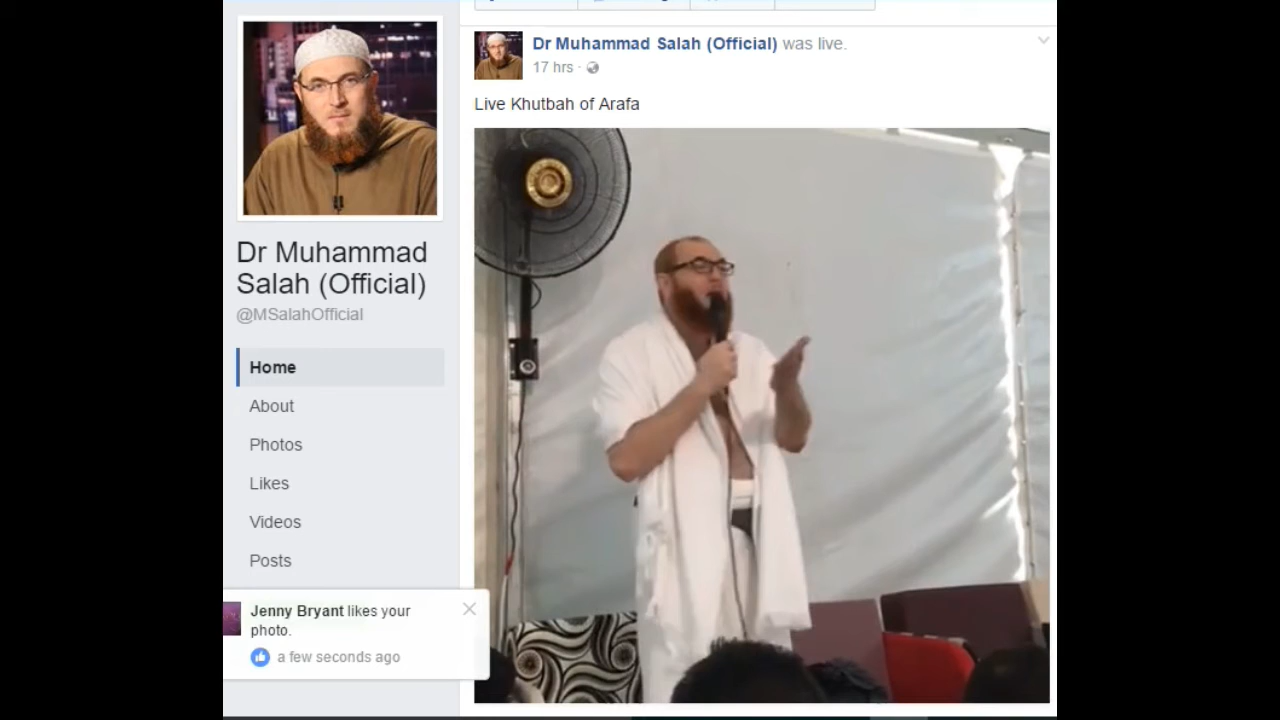 Dr Muhammad
Salah (Official)
@MSalahOfficial
Home
About
Photos
Likes
Videos
Posts
Jenny Bryant likes your
photo.
a few seconds ago
Dr Muhammad Salah (Official) was live.
17 hrs ·
Live Khutbah of Arafa